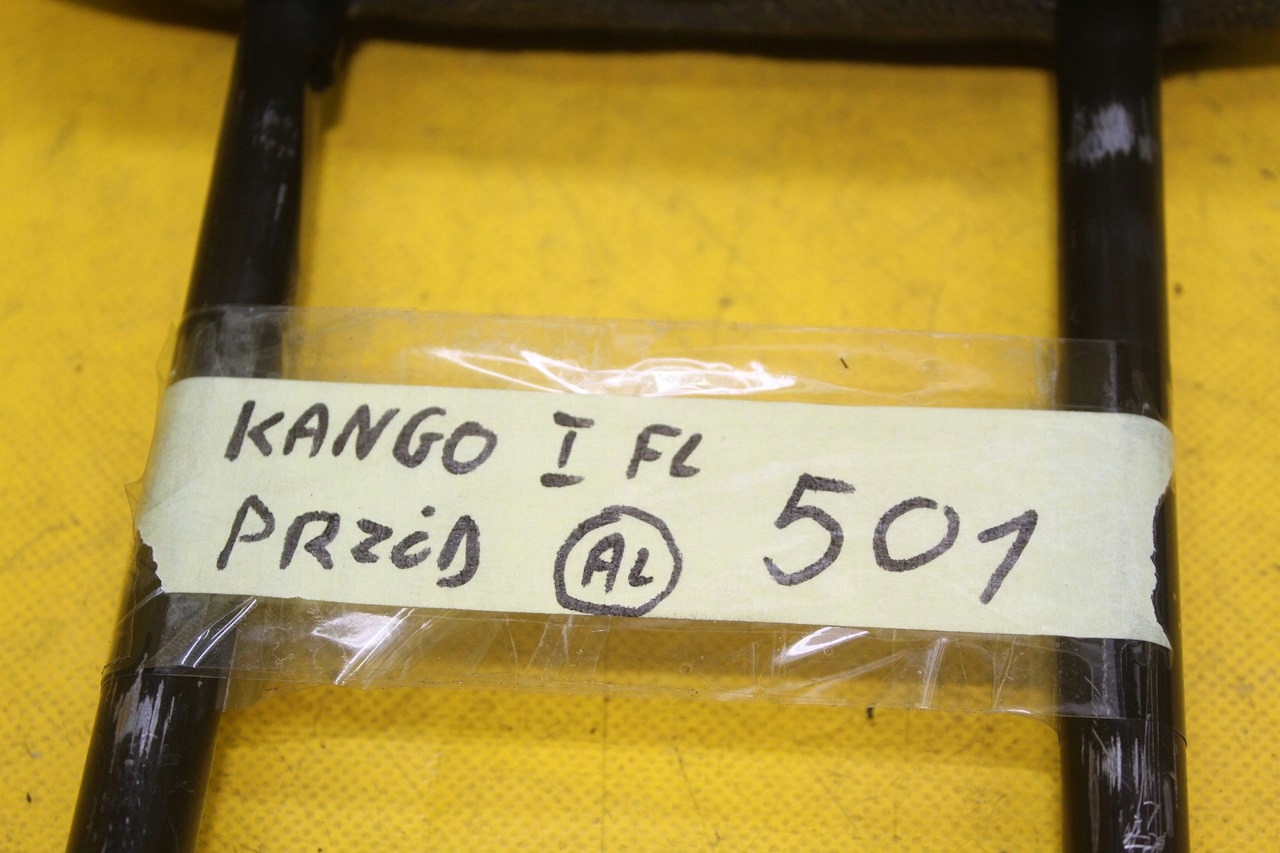 KANGO I FL
PRZÓD AL 501